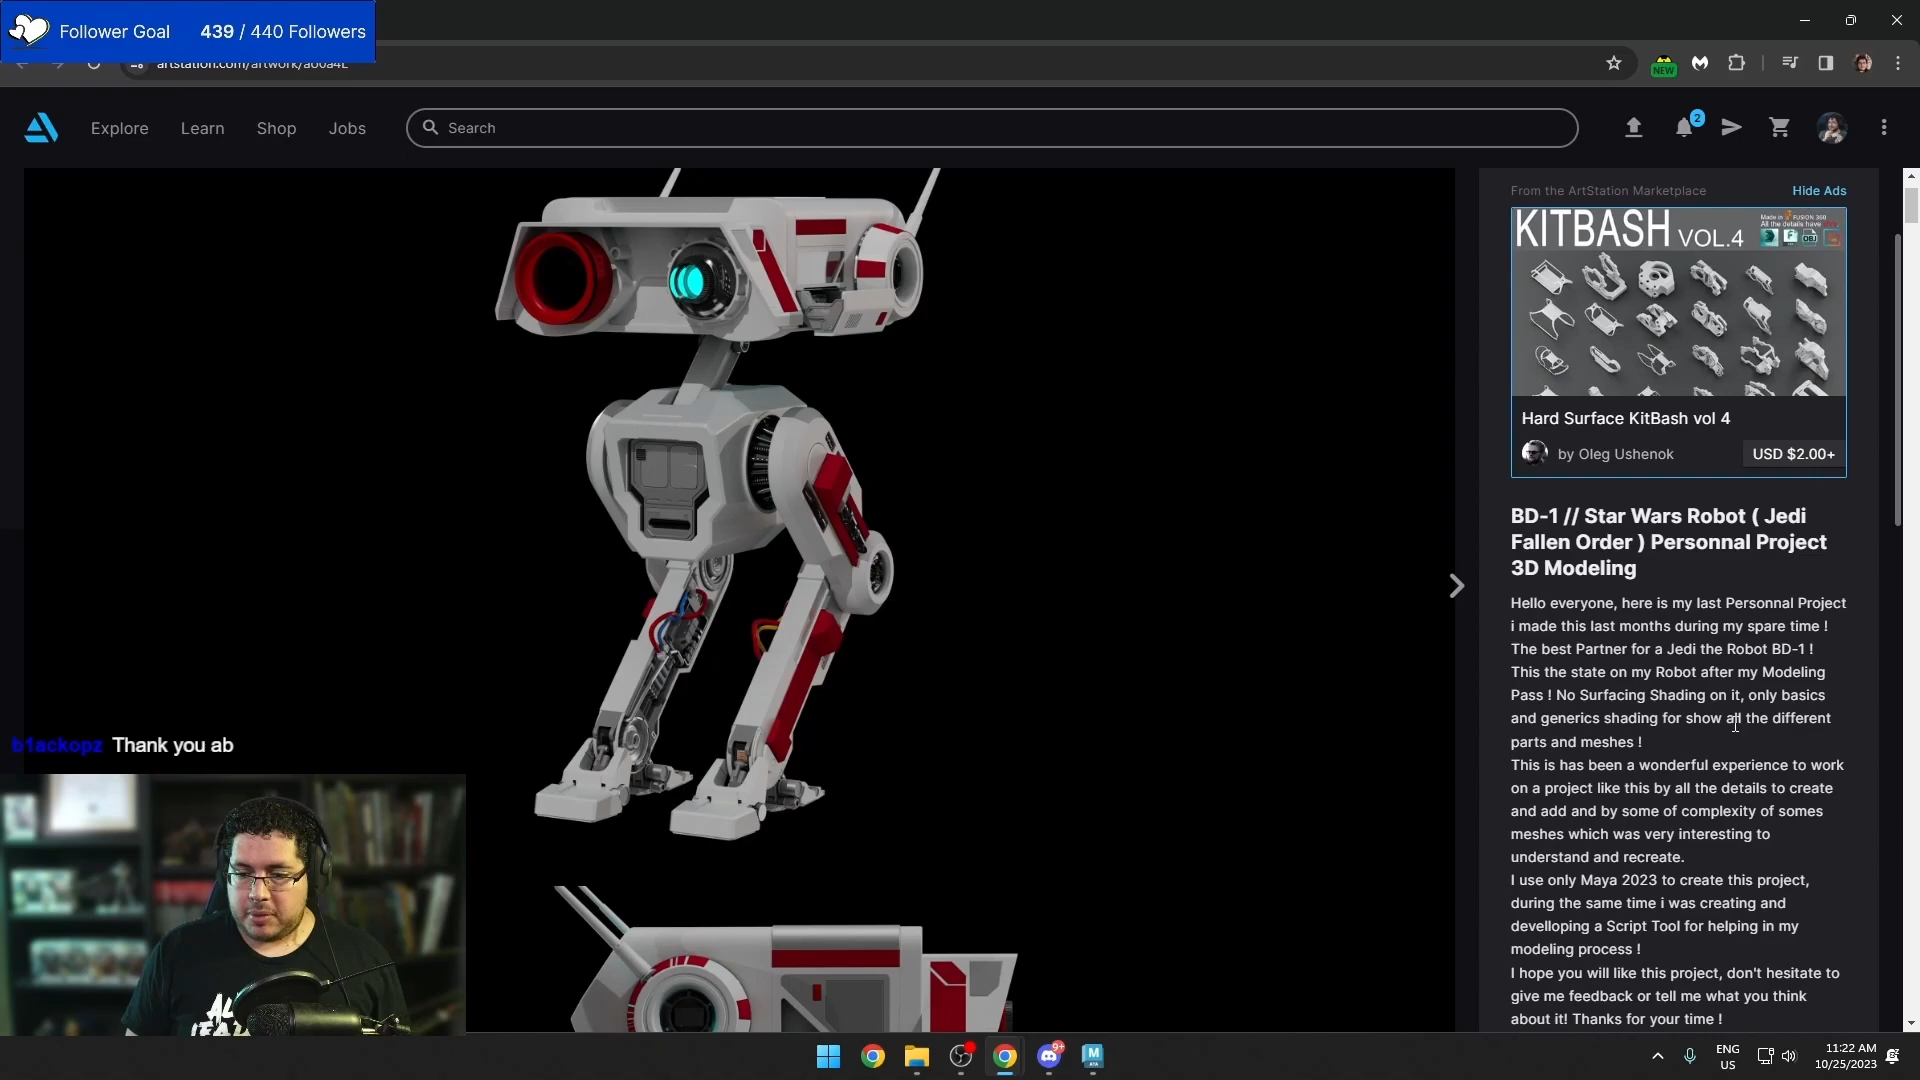 Follower Goal 439 / 440 Followers
Explore Learn Shop Jobs Search
2
NEW
From the ArtStation Marketplace Hide Ads
KITBASH VOL.4
Made in FUSION 360
Hard Surface KitBash vol 4
by Oleg Ushenok USD $2.00+
BD-1 // Star Wars Robot ( Jedi
Fallen Order ) Personnal Project
3D Modeling
Hello everyone, here is my last Personnal Project
i made this last months during my spare time !
The best Partner for a Jedi the Robot BD-1 !
This the state on my Robot after my Modeling
Pass ! No Surfacing Shading on it, only basics
and generics shading for show all the different
parts and meshes !
This is has been a wonderful experience to work
on a project like this by all the details to create
and add and by some of complexity of somes
meshes which was very interesting to
understand and recreate.
I use only Maya 2023 to create this project,
during the same time i was creating and
develloping a Script Tool for helping in my
modeling process !
I hope you will like this project, don't hesitate to
give me feedback or tell me what you think
about it! Thanks for your time !
b1ackopz Thank you ab
9+
M
ENG
US
11:22 AM
10/25/2023